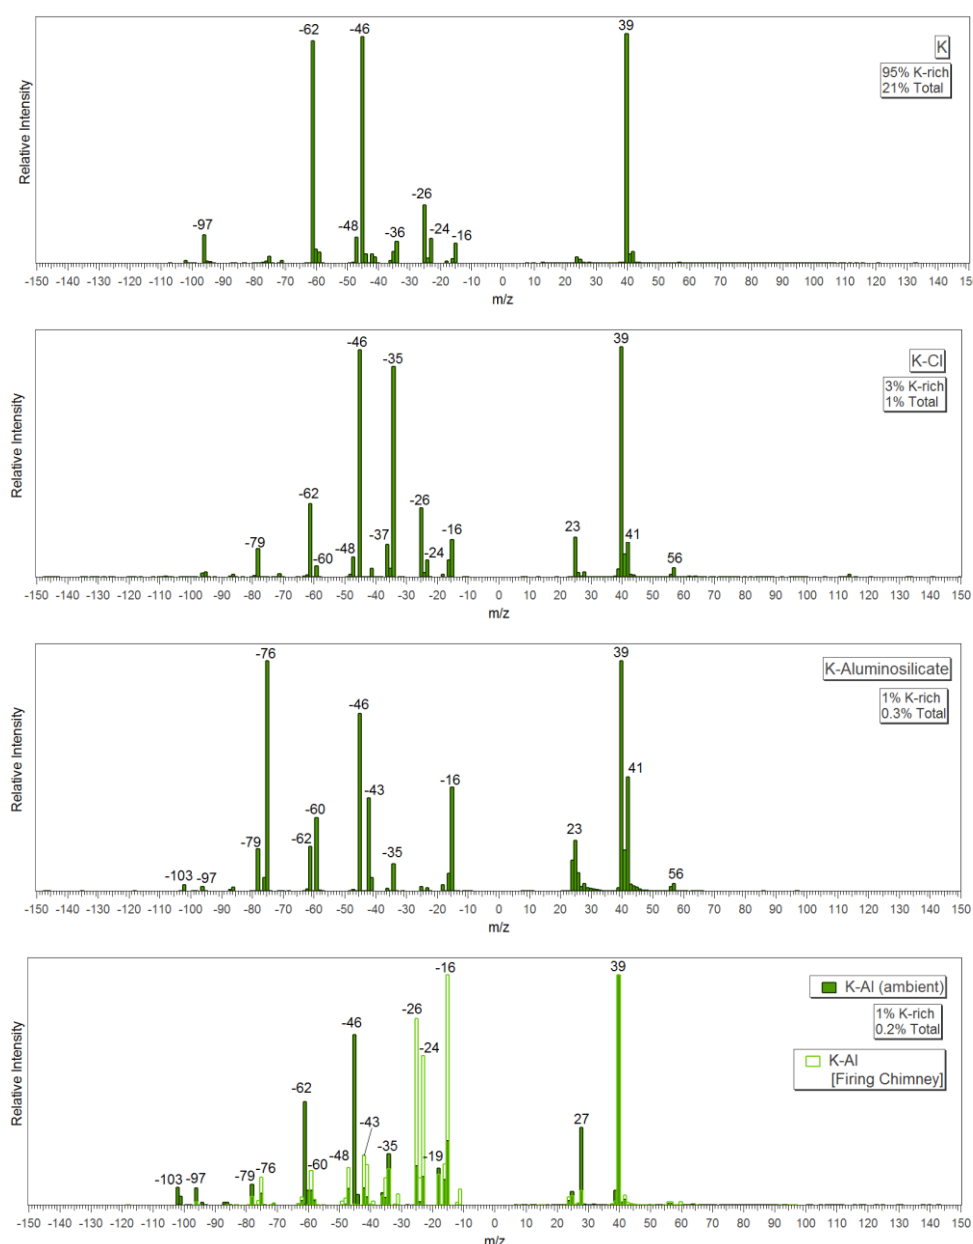 -62
-46
39
K
95% K-rich
21% Total
-26
-97
-48
-36
-24
-16
Relative Intensity
-150 -140 -130 -120 -110 -100 -90 -80 -70 -60 -50 -40 -30 -20 -10 0 10 20 30 40 50 60 70 80 90 100 110 120 130 140 150
m/z
-46
39
-35
K-Cl
3% K-rich
1% Total
-62
-26
-79
-60
-48
-37
-24
-16
23
41
56
Relative Intensity
-150 -140 -130 -120 -110 -100 -90 -80 -70 -60 -50 -40 -30 -20 -10 0 10 20 30 40 50 60 70 80 90 100 110 120 130 140 150
m/z
-76
39
K-Aluminosilicate
1% K-rich
0.3% Total
-46
-43
-16
41
-60
23
-79
-62
-35
-103
-97
56
Relative Intensity
-150 -140 -130 -120 -110 -100 -90 -80 -70 -60 -50 -40 -30 -20 -10 0 10 20 30 40 50 60 70 80 90 100 110 120 130 140 150
m/z
-16
39
K-Al (ambient)
1% K-rich
0.2% Total
K-Al
[Firing Chimney]
-26
-46
-24
-62
-43
27
-48
-35
-76
-60
-19
-103
-97
-79
Relative Intensity
-150 -140 -130 -120 -110 -100 -90 -80 -70 -60 -50 -40 -30 -20 -10 0 10 20 30 40 50 60 70 80 90 100 110 120 130 140 150
m/z